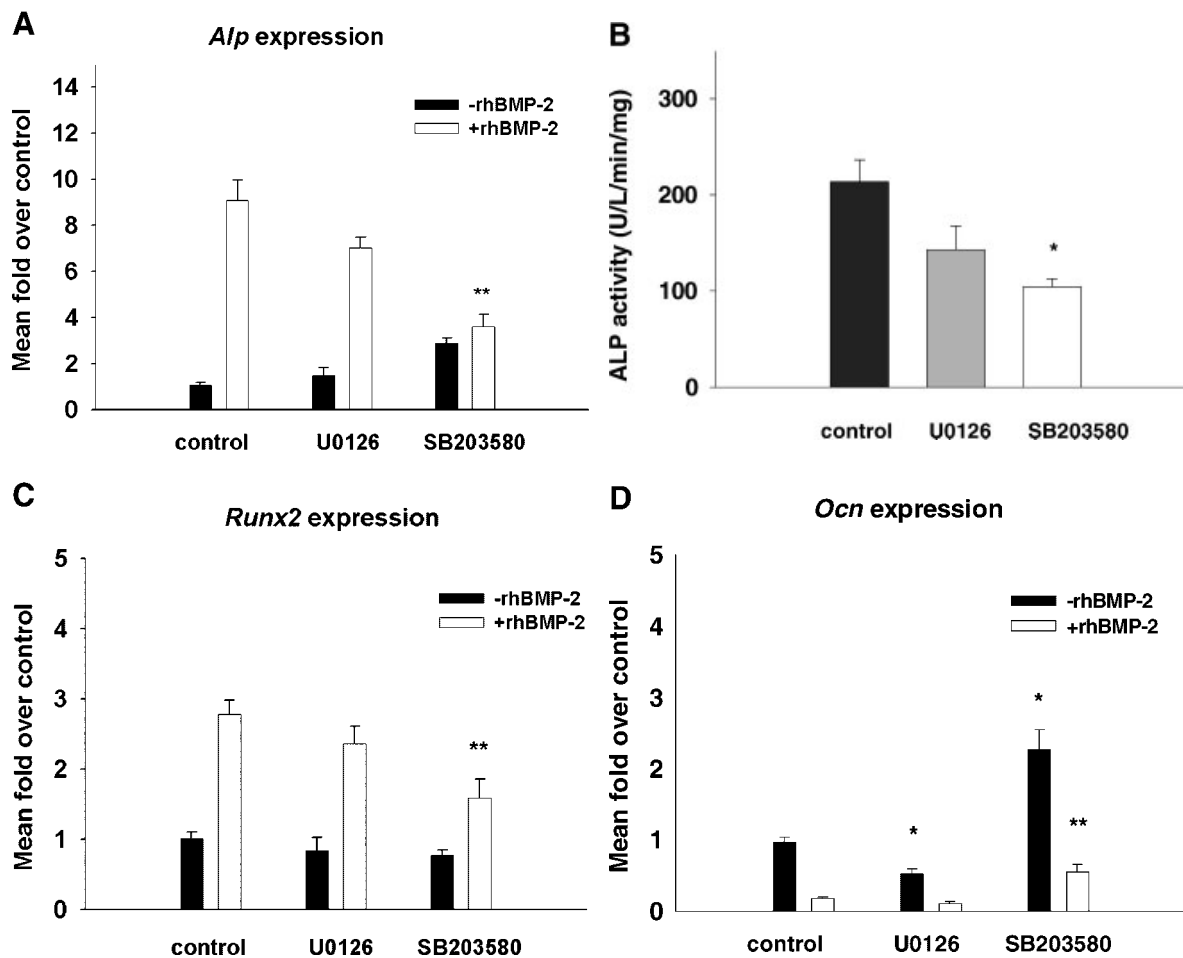 A
Alp expression
Mean fold over control
14
12
10
8
6
4
2
0
-rhBMP-2
+rhBMP-2
**
control U0126 SB203580
B
ALP activity (U/L/min/mg)
300
200
100
0
*
control U0126 SB203580
C
Runx2 expression
Mean fold over control
5
4
3
2
1
0
-rhBMP-2
+rhBMP-2
**
control U0126 SB203580
D
Ocn expression
Mean fold over control
5
4
3
2
1
0
-rhBMP-2
+rhBMP-2
*
*
**
control U0126 SB203580